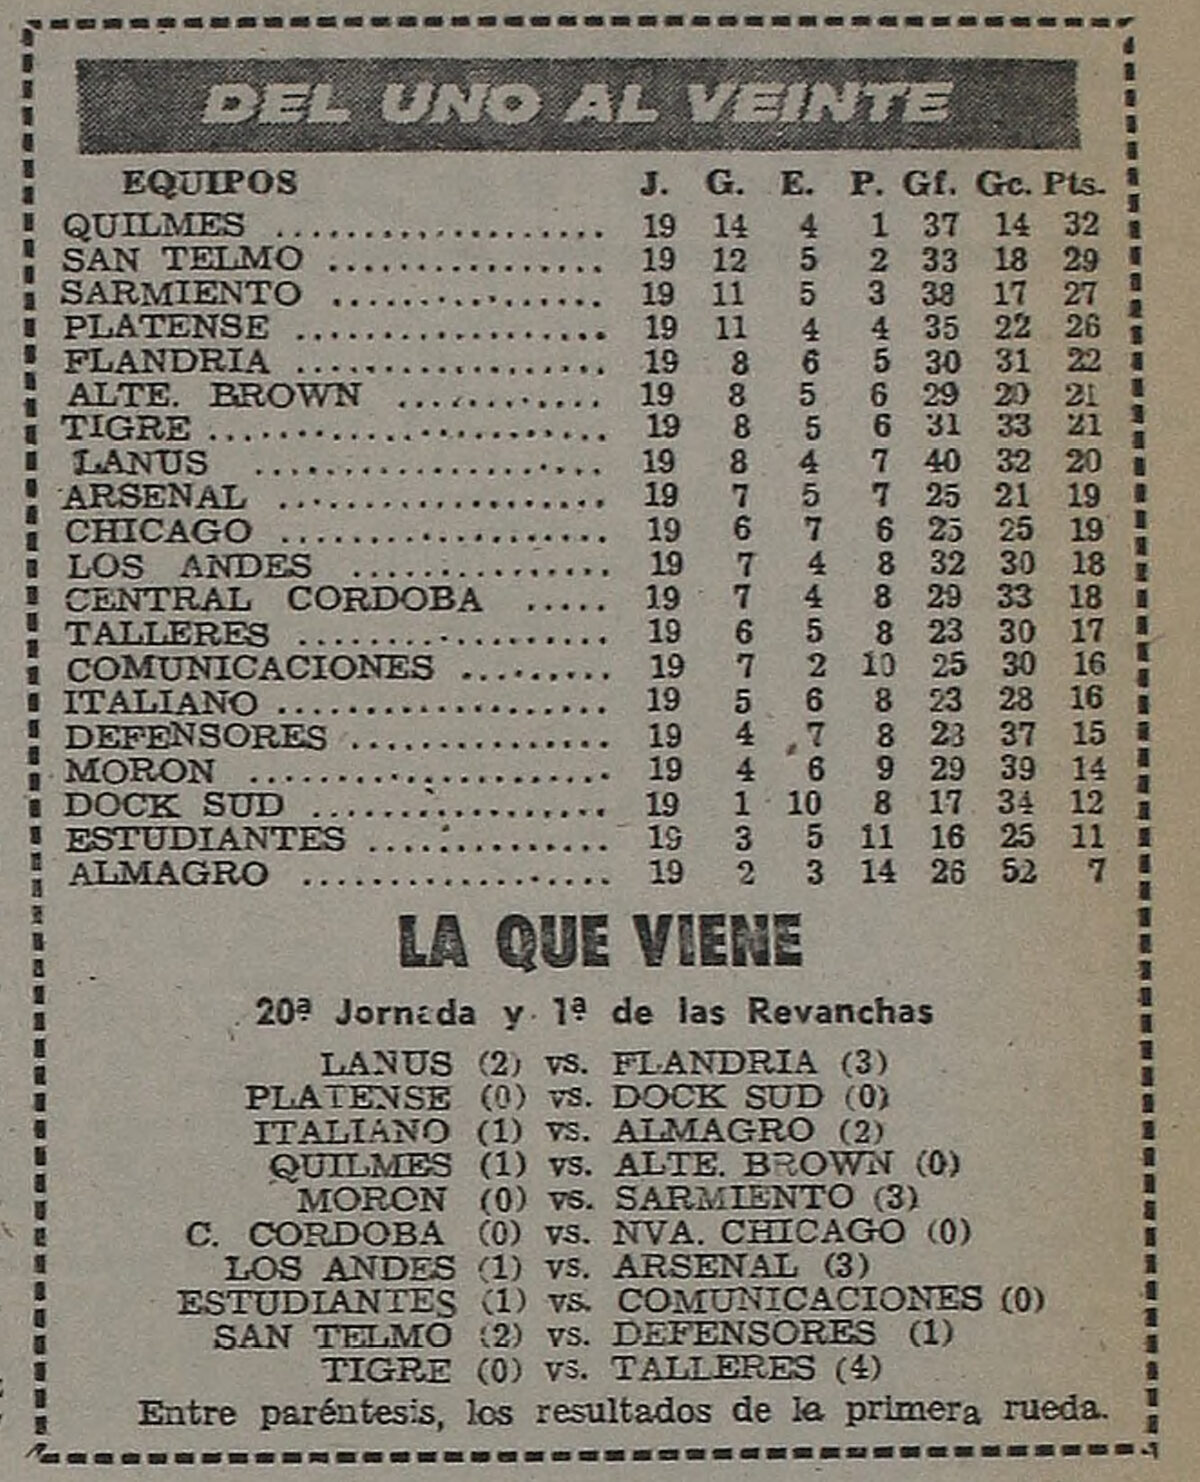 DEL UNO AL VEINTE
EQUIPOS J. G. E. P. Gf. Gc. Pts.
QUILMES .................... 19 14 4 1 37 14 32
SAN TELMO ................. 19 12 5 2 33 18 29
SARMIENTO ................. 19 11 5 3 38 17 27
PLATENSE ................... 19 11 4 4 35 22 26
FLANDRIA ................... 19 8 6 5 30 31 22
ALTE. BROWN ............ 19 8 5 6 29 20 21
TIGRE ........................ 19 8 5 6 31 33 21
LANUS ..................... 19 8 4 7 40 32 20
ARSENAL .................... 19 7 5 7 25 21 19
CHICAGO .................... 19 6 7 6 25 25 19
LOS ANDES ................ 19 7 4 8 32 30 18
CENTRAL CORDOBA ..... 19 7 4 8 29 33 18
TALLERES ................... 19 6 5 8 23 30 17
COMUNICACIONES ......... 19 7 2 10 25 30 16
ITALIANO .................... 19 5 6 8 23 28 16
DEFENSORES ................ 19 4 7 8 28 37 15
MORON ...................... 19 4 6 9 29 39 14
DOCK SUD .................. 19 1 10 8 17 34 12
ESTUDIANTES ............... 19 3 5 11 16 25 11
ALMAGRO ................... 19 2 3 14 26 52 7
LA QUE VIENE
20ª Jornada y 1ª de las Revanchas
LANUS (2) vs. FLANDRIA (3)
PLATENSE (0) vs. DOCK SUD (0)
ITALIANO (1) vs. ALMAGRO (2)
QUILMES (1) vs. ALTE. BROWN (0)
MORON (0) vs. SARMIENTO (3)
C. CORDOBA (0) vs. NVA. CHICAGO (0)
LOS ANDES (1) vs. ARSENAL (3)
ESTUDIANTES (1) vs. COMUNICACIONES (0)
SAN TELMO (2) vs. DEFENSORES (1)
TIGRE (0) vs. TALLERES (4)
Entre paréntesis, los resultados de la primera rueda.